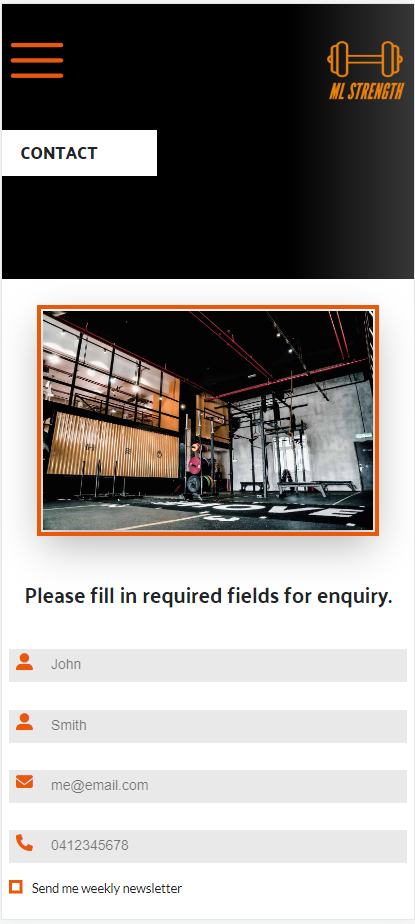 ML STRENGTH
CONTACT
MOVE
Please fill in required fields for enquiry.
John
Smith
me@email.com
0412345678
Send me weekly newsletter